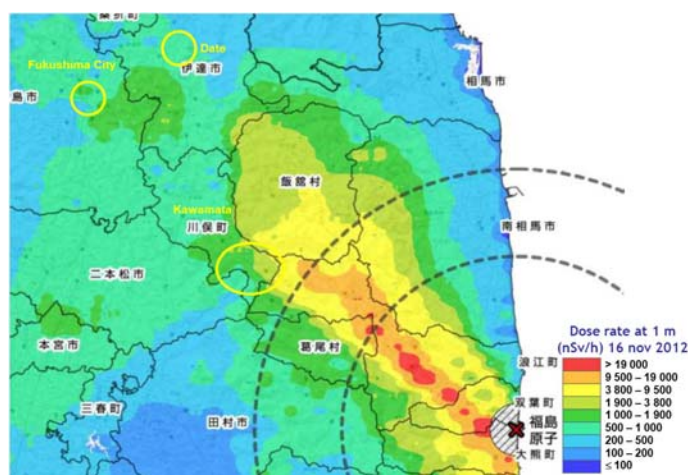 桑折町
Date
伊達市
Fukushima City
島市
相馬市
飯舘村
Kawamata
川俣町
南相馬市
二本松市
Dose rate at 1 m
(nSv/h) 16 nov 2012
本宮市
葛尾村
浪江町
> 19 000
9 500 – 19 000
3 800 – 9 500
双葉町
1 900 – 3 800
三春町
田村市
福島
1 000 – 1 900
原子
500 – 1 000
大熊町
200 – 500
100 – 200
≤ 100